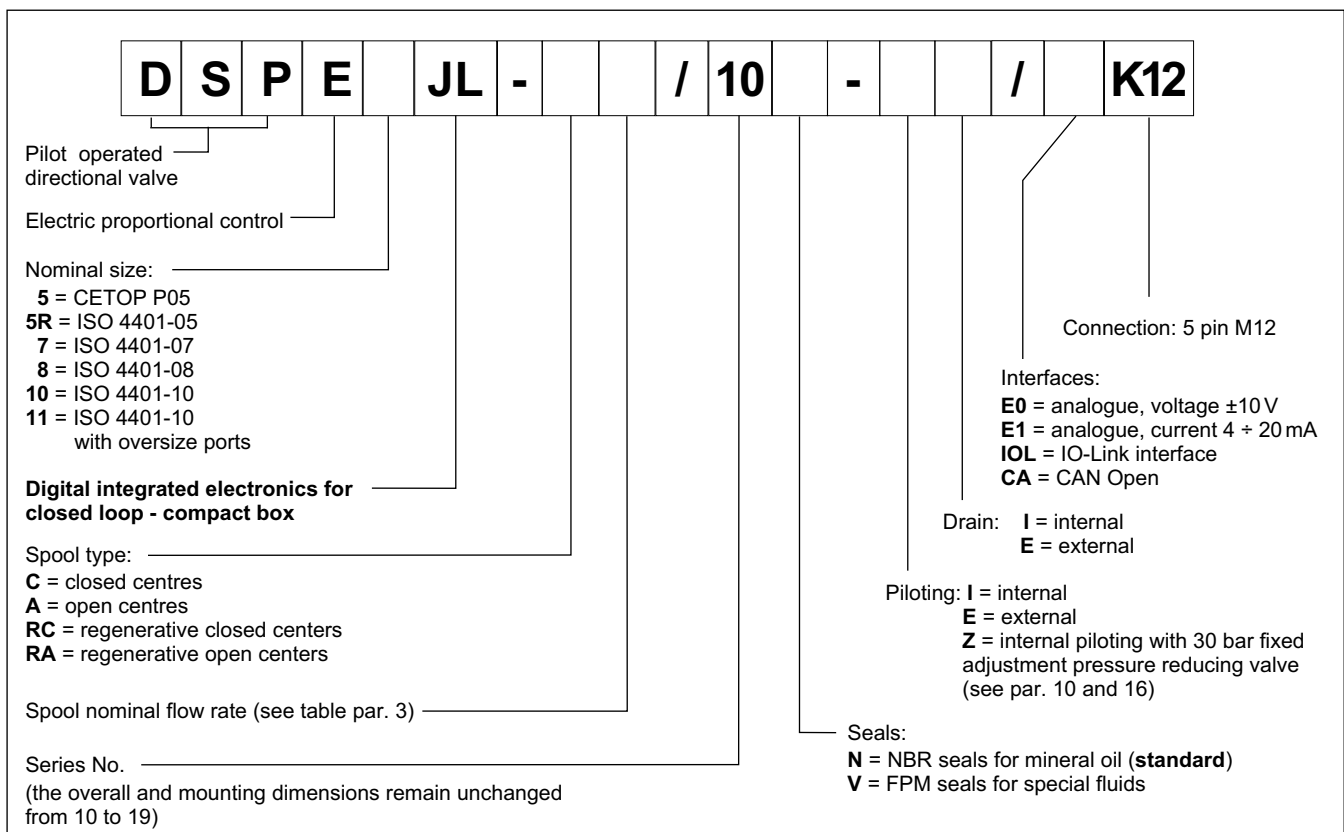 D S P E JL - / 10 - / K12
Pilot operated
directional valve
Electric proportional control
Nominal size:
5 = CETOP P05
5R = ISO 4401-05
7 = ISO 4401-07
8 = ISO 4401-08
10 = ISO 4401-10
11 = ISO 4401-10
with oversize ports
Digital integrated electronics for
closed loop - compact box
Spool type:
C = closed centres
A = open centres
RC = regenerative closed centers
RA = regenerative open centers
Spool nominal flow rate (see table par. 3)
Series No.
(the overall and mounting dimensions remain unchanged
from 10 to 19)
Connection: 5 pin M12
Interfaces:
E0 = analogue, voltage ±10 V
E1 = analogue, current 4 ÷ 20 mA
IOL = IO-Link interface
CA = CAN Open
Drain: I = internal
E = external
Piloting: I = internal
E = external
Z = internal piloting with 30 bar fixed
adjustment pressure reducing valve
(see par. 10 and 16)
Seals:
N = NBR seals for mineral oil (standard)
V = FPM seals for special fluids